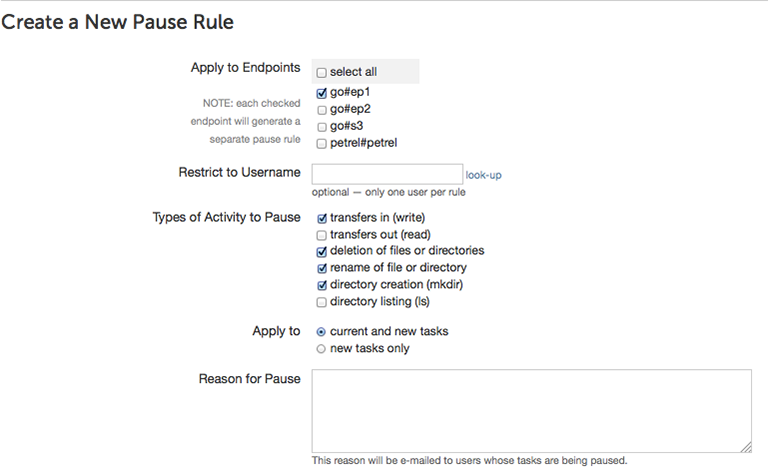 Create a New Pause Rule
Apply to Endpoints
select all
NOTE: each checked
endpoint will generate a
separate pause rule
go#ep1
go#ep2
go#s3
petrel#petrel
Restrict to Username
look-up
optional — only one user per rule
Types of Activity to Pause
transfers in (write)
transfers out (read)
deletion of files or directories
rename of file or directory
directory creation (mkdir)
directory listing (ls)
Apply to
current and new tasks
new tasks only
Reason for Pause
This reason will be e-mailed to users whose tasks are being paused.